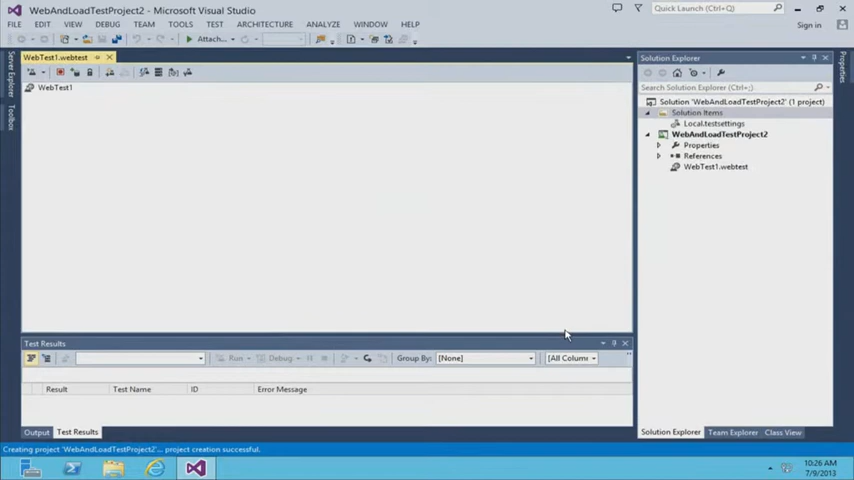 WebAndLoadTestProject2 - Microsoft Visual Studio
Quick Launch (Ctrl+Q)
FILE EDIT VIEW DEBUG TEAM TOOLS TEST ARCHITECTURE ANALYZE WINDOW HELP
Sign in
Attach...
Server Explorer
Toolbox
WebTest1.webtest
WebTest1
Solution Explorer
Search Solution Explorer (Ctrl+;)
Solution 'WebAndLoadTestProject2' (1 project)
Solution Items
Local.testsettings
WebAndLoadTestProject2
Properties
References
WebTest1.webtest
Properties
Test Results
Run
Debug
Group By: [None]
[All Column
Result Test Name ID Error Message
Output Test Results
Solution Explorer Team Explorer Class View
Creating project 'WebAndLoadTestProject2'... project creation successful.
10:26 AM
7/9/2013